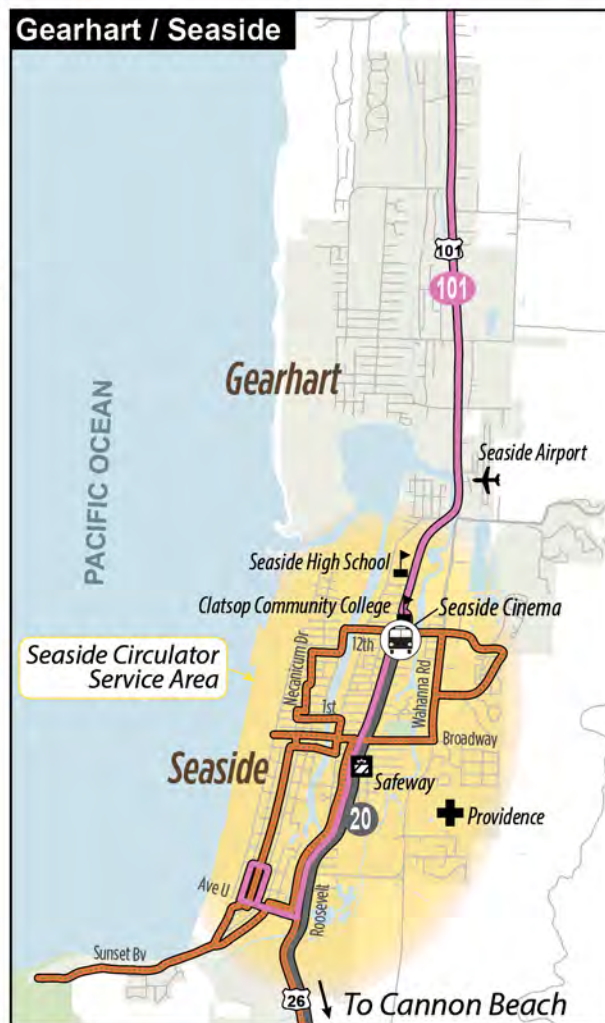 Gearhart / Seaside
101
101
Gearhart
PACIFIC OCEAN
Seaside Airport
Seaside High School
Clatsop Community College
Seaside Cinema
12th
Necanicum Dr
Seaside Circulator
Service Area
Wahanna Rd
1st
Broadway
Seaside
Safeway
20
Providence
Ave U
Roosevelt
Sunset Bv
26
To Cannon Beach